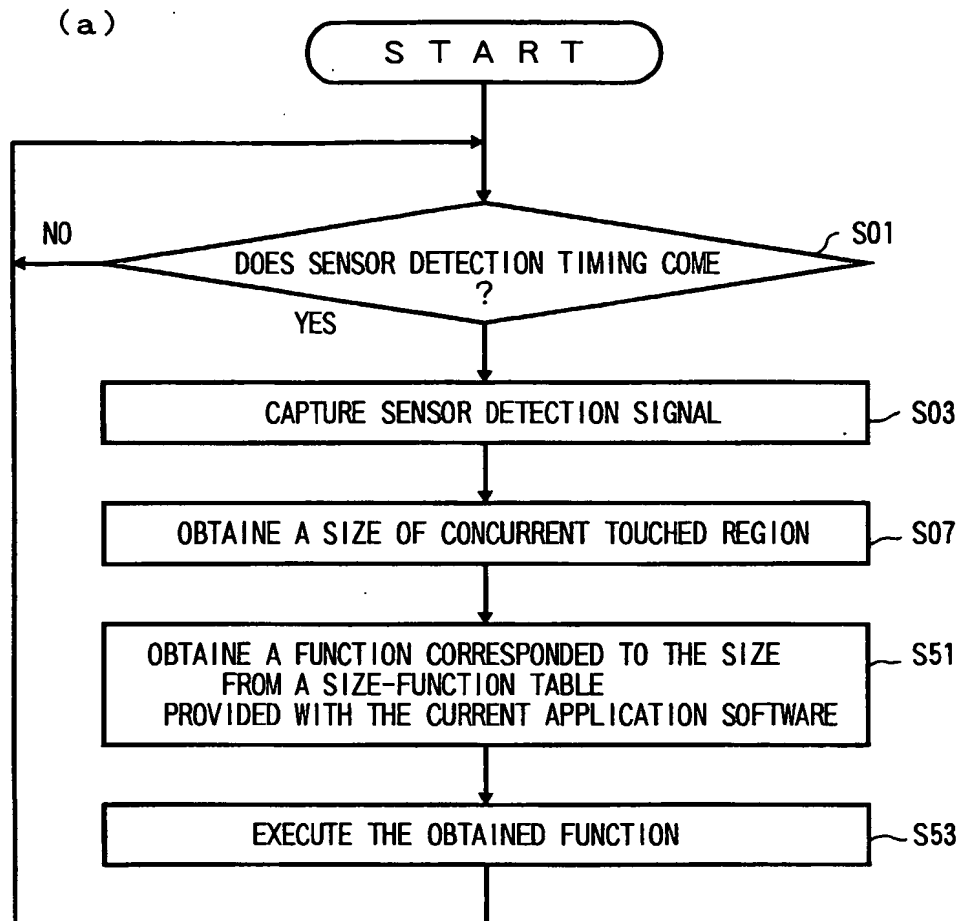 (a)
START
NO
S01
DOES SENSOR DETECTION TIMING COME
?
YES
CAPTURE SENSOR DETECTION SIGNAL
S03
OBTAINE A SIZE OF CONCURRENT TOUCHED REGION
S07
OBTAINE A FUNCTION CORRESPONDED TO THE SIZE
S51
FROM A SIZE-FUNCTION TABLE
PROVIDED WITH THE CURRENT APPLICATION SOFTWARE
EXECUTE THE OBTAINED FUNCTION
S53